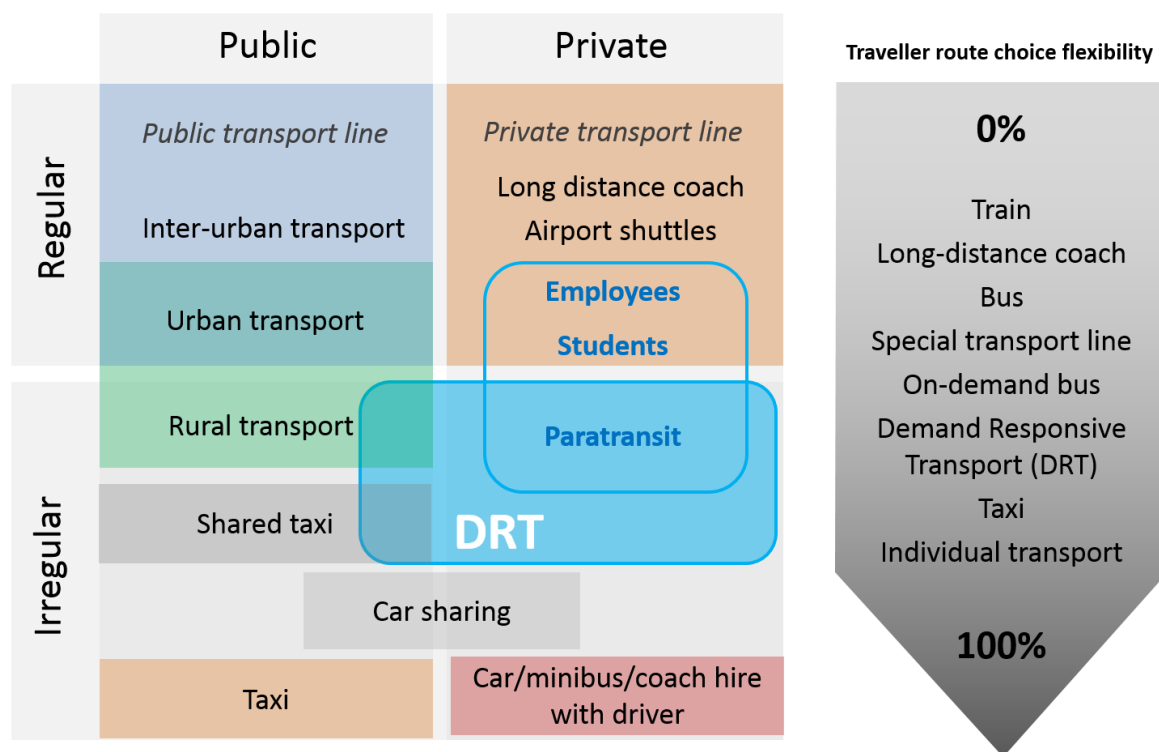 Public
Private
Traveller route choice flexibility
Regular
Public transport line
Private transport line
Long distance coach
Inter-urban transport
Airport shuttles
Employees
Urban transport
Students
Irregular
Rural transport
Paratransit
Shared taxi
DRT
Car sharing
Taxi
Car/minibus/coach hire
with driver
0%
Train
Long-distance coach
Bus
Special transport line
On-demand bus
Demand Responsive
Transport (DRT)
Taxi
Individual transport
100%